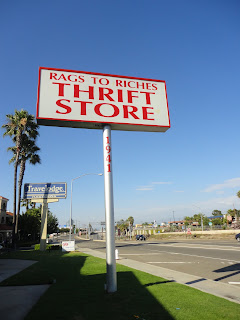 RAGS TO RICHES
THRIFT
STORE
1941
Travelodge